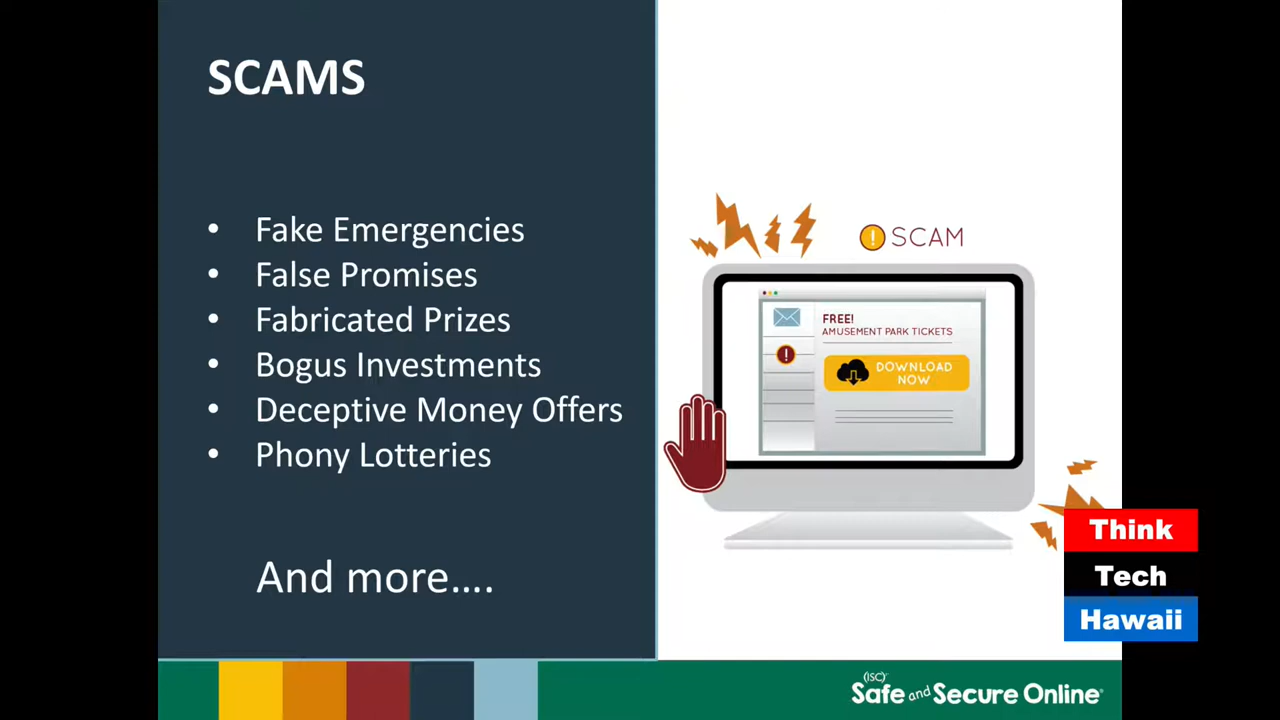 SCAMS
• Fake Emergencies
• False Promises
• Fabricated Prizes
• Bogus Investments
• Deceptive Money Offers
• Phony Lotteries
And more....
! SCAM
FREE!
AMUSEMENT PARK TICKETS
!
DOWNLOAD
NOW
Think
Tech
Hawaii
(ISC)²
Safe and Secure Online®